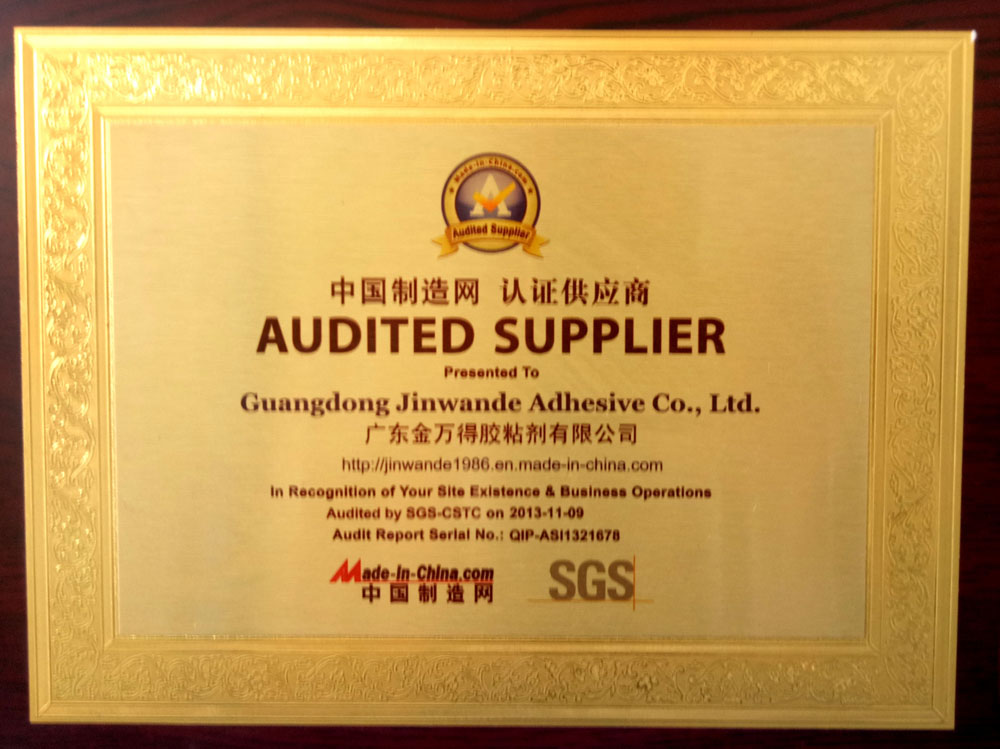 Made-in-China.com
A
Audited Supplier
中国制造网 认证供应商
AUDITED SUPPLIER
Presented To
Guangdong Jinwande Adhesive Co., Ltd.
广东金万得胶粘剂有限公司
http://jinwande1986.en.made-in-china.com
In Recognition of Your Site Existence & Business Operations
Audited by SGS-CSTC on 2013-11-09
Audit Report Serial No.: QIP-ASI1321678
Made-in-China.com
中国制造网
SGS